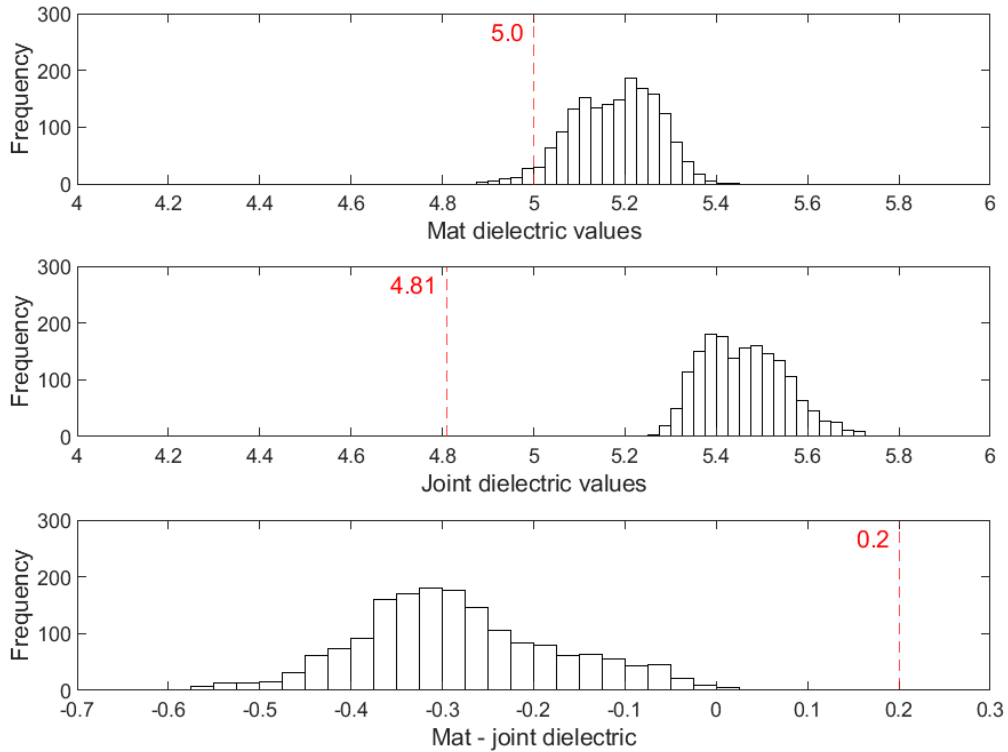 300
200
100
0
Frequency
5.0
4 4.2 4.4 4.6 4.8 5 5.2 5.4 5.6 5.8 6
Mat dielectric values
300
200
100
0
Frequency
4.81
4 4.2 4.4 4.6 4.8 5 5.2 5.4 5.6 5.8 6
Joint dielectric values
300
200
100
0
Frequency
0.2
-0.7 -0.6 -0.5 -0.4 -0.3 -0.2 -0.1 0 0.1 0.2 0.3
Mat - joint dielectric